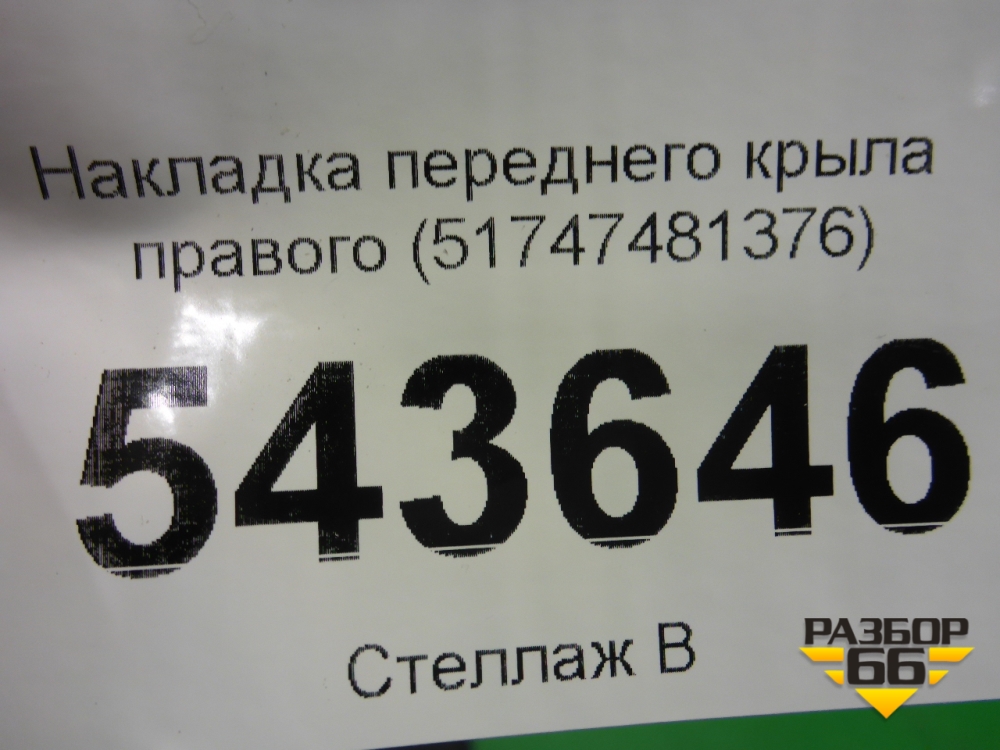 Накладка переднего крыла
правого (51747481376)
543646
Стеллаж В
РАЗБОР
66